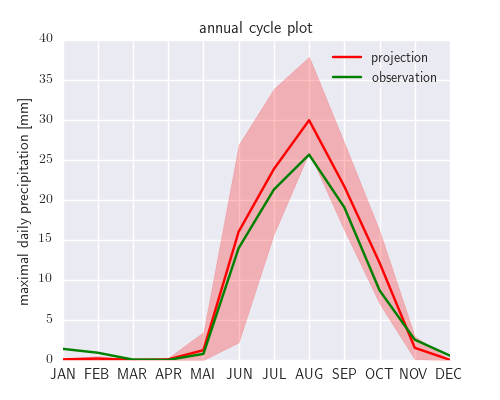 annual cycle plot
projection
observation
maximal daily precipitation [mm]
40
35
30
25
20
15
10
5
0
JAN FEB MAR APR MAI JUN JUL AUG SEP OCT NOV DEC